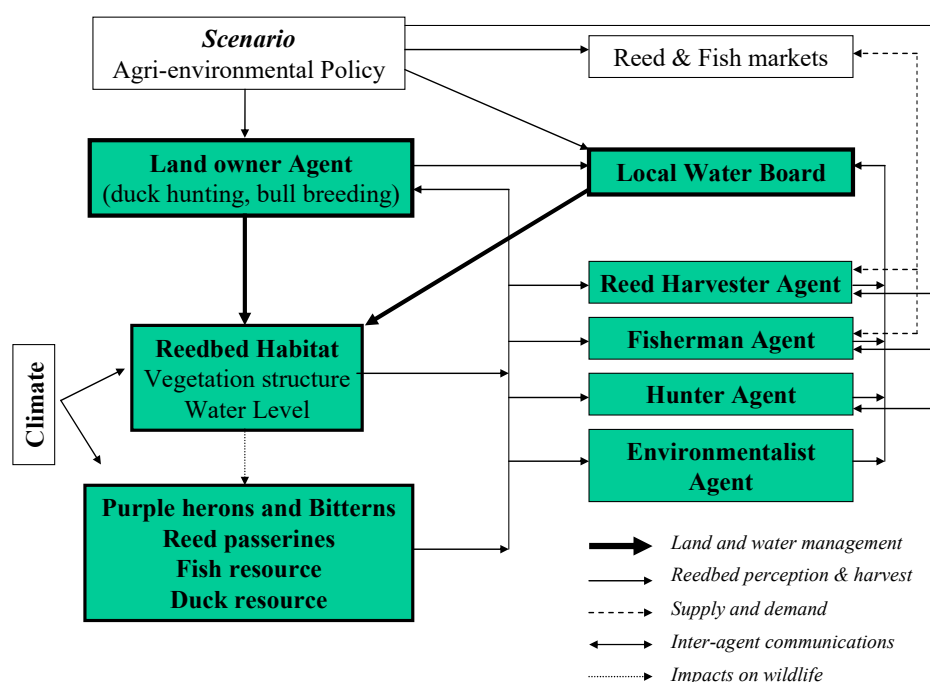 Scenario
Agri-environmental Policy
Reed & Fish markets
Land owner Agent
(duck hunting, bull breeding)
Local Water Board
Reed Harvester Agent
Fisherman Agent
Hunter Agent
Environmentalist
Agent
Reedbed Habitat
Vegetation structure
Water Level
Climate
Purple herons and Bitterns
Reed passerines
Fish resource
Duck resource
Land and water management
Reedbed perception & harvest
Supply and demand
Inter-agent communications
Impacts on wildlife